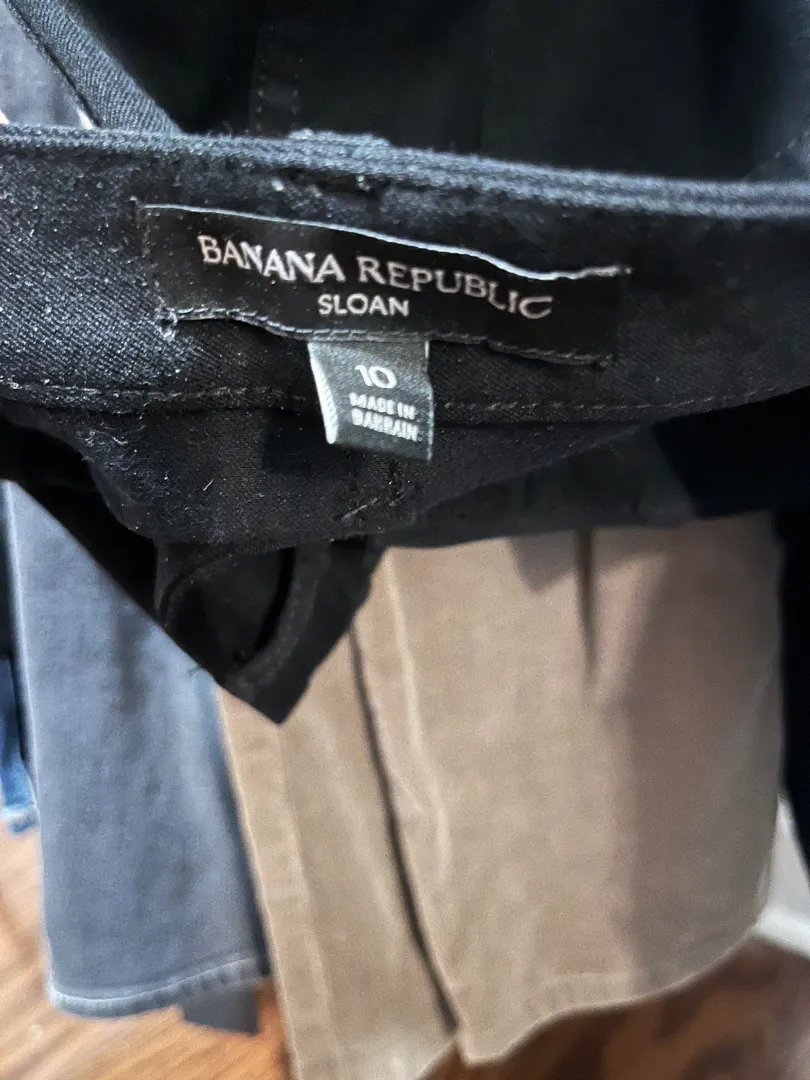 BANANA REPUBLIC
SLOAN
10
MADE IN
BAHRAIN